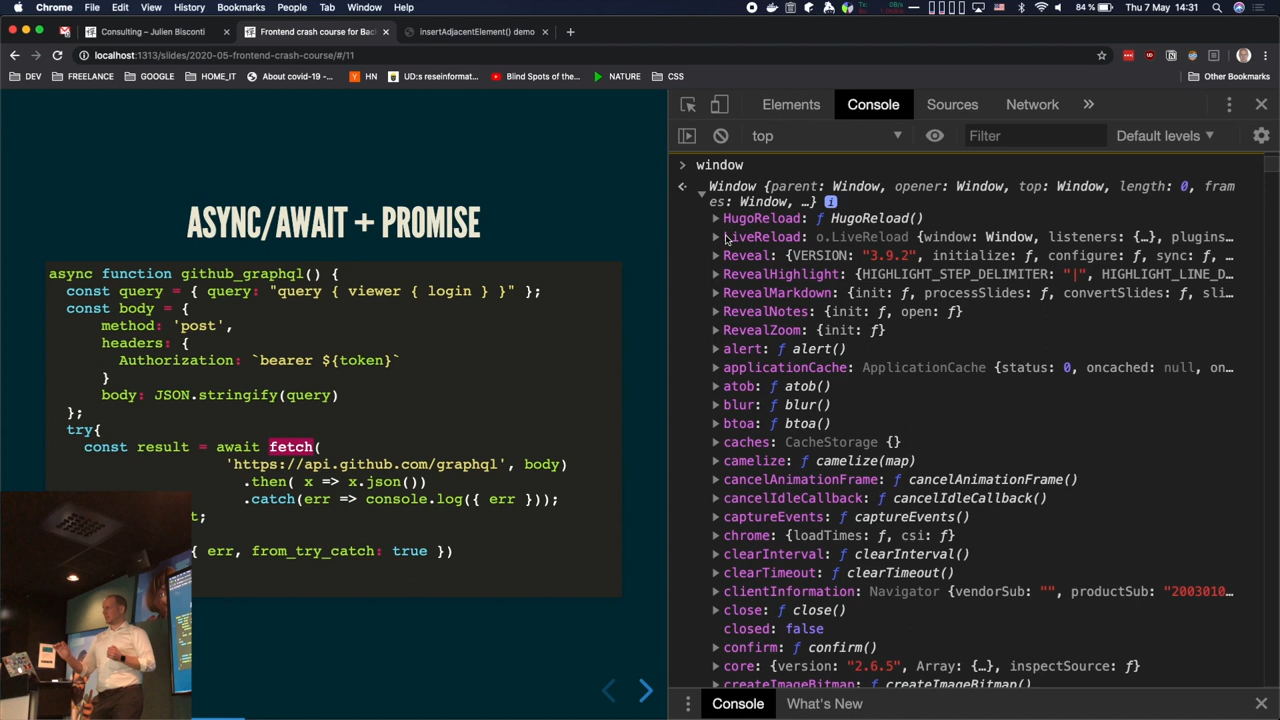 Chrome File Edit View History Bookmarks People Tab Window Help
84 % Thu 7 May 14:31
Consulting – Julien Bisconti
Frontend crash course for Bac
insertAdjacentElement() demo
localhost:1313/slides/2020-05-frontend-crash-course/#/11
DEV FREELANCE GOOGLE HOME_IT About covid-19 -... HN UD:s reseinformat... Blind Spots of the... NATURE CSS Other Bookmarks
ASYNC/AWAIT + PROMISE
async function github_graphql() {
const query = { query: "query { viewer { login } }" };
const body = {
method: 'post',
headers: {
Authorization: `bearer ${token}`
}
body: JSON.stringify(query)
};
try{
const result = await fetch(
'https://api.github.com/graphql', body)
.then( x => x.json())
.catch(err => console.log({ err }));
t;
{ err, from_try_catch: true })
Elements Console Sources Network »
top Filter Default levels
> window
Window {parent: Window, opener: Window, top: Window, length: 0, fram
es: Window, …}
HugoReload: ƒ HugoReload()
LiveReload: o.LiveReload {window: Window, listeners: {…}, plugins…
Reveal: {VERSION: "3.9.2", initialize: ƒ, configure: ƒ, sync: ƒ, …
RevealHighlight: {HIGHLIGHT_STEP_DELIMITER: "|", HIGHLIGHT_LINE_D…
RevealMarkdown: {init: ƒ, processSlides: ƒ, convertSlides: ƒ, sli…
RevealNotes: {init: ƒ, open: ƒ}
RevealZoom: {init: ƒ}
alert: ƒ alert()
applicationCache: ApplicationCache {status: 0, oncached: null, on…
atob: ƒ atob()
blur: ƒ blur()
btoa: ƒ btoa()
caches: CacheStorage {}
camelize: ƒ camelize(map)
cancelAnimationFrame: ƒ cancelAnimationFrame()
cancelIdleCallback: ƒ cancelIdleCallback()
captureEvents: ƒ captureEvents()
chrome: {loadTimes: ƒ, csi: ƒ}
clearInterval: ƒ clearInterval()
clearTimeout: ƒ clearTimeout()
clientInformation: Navigator {vendorSub: "", productSub: "2003010…
close: ƒ close()
closed: false
confirm: ƒ confirm()
core: {version: "2.6.5", Array: {…}, inspectSource: ƒ}
createImageBitmap: ƒ createImageBitmap()
Console What's New